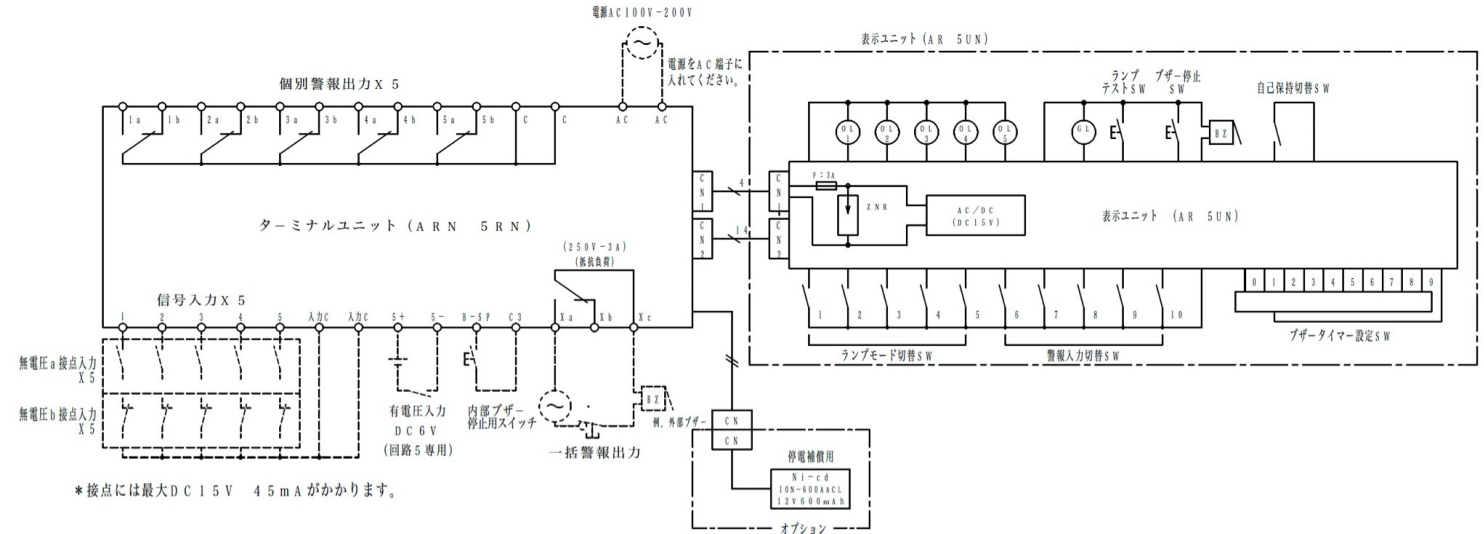 電源AC100V-200V
電源をAC端子に
入れてください。
個別警報出力X5
1a 1b 2a 2b 3a 3b 4a 4b 5a 5b C C AC AC
ターミナルユニット(ARN 5RN)
(250V-3A)
(抵抗負荷)
信号入力X5
1 2 3 4 5 入力C 入力C 5+ 5- B-SP C3 Xa Xb Xc
無電圧a接点入力
X5
無電圧b接点入力
X5
有電圧入力
DC6V
(回路5専用)
内部ブザー
停止用スイッチ
一括警報出力
BZ
例.外部ブザー
*接点には最大DC15V 45mAがかかります。
CN1
CN2
4
14
CN1
CN2
CN
CN
停電補償用
Ni-cd
10N-600AACL
12V600mAh
オプション
表示ユニット(AR 5UN)
ランプ
テストSW
ブザー停止
SW
自己保持切替SW
OL1 OL2 OL3 OL4 OL5 GL BZ
F:3A
ZNR
AC/DC
(DC15V)
表示ユニット (AR 5UN)
1 2 3 4 5 6 7 8 9 10
0 1 2 3 4 5 6 7 8 9
ランプモード切替SW
警報入力切替SW
ブザータイマー設定SW